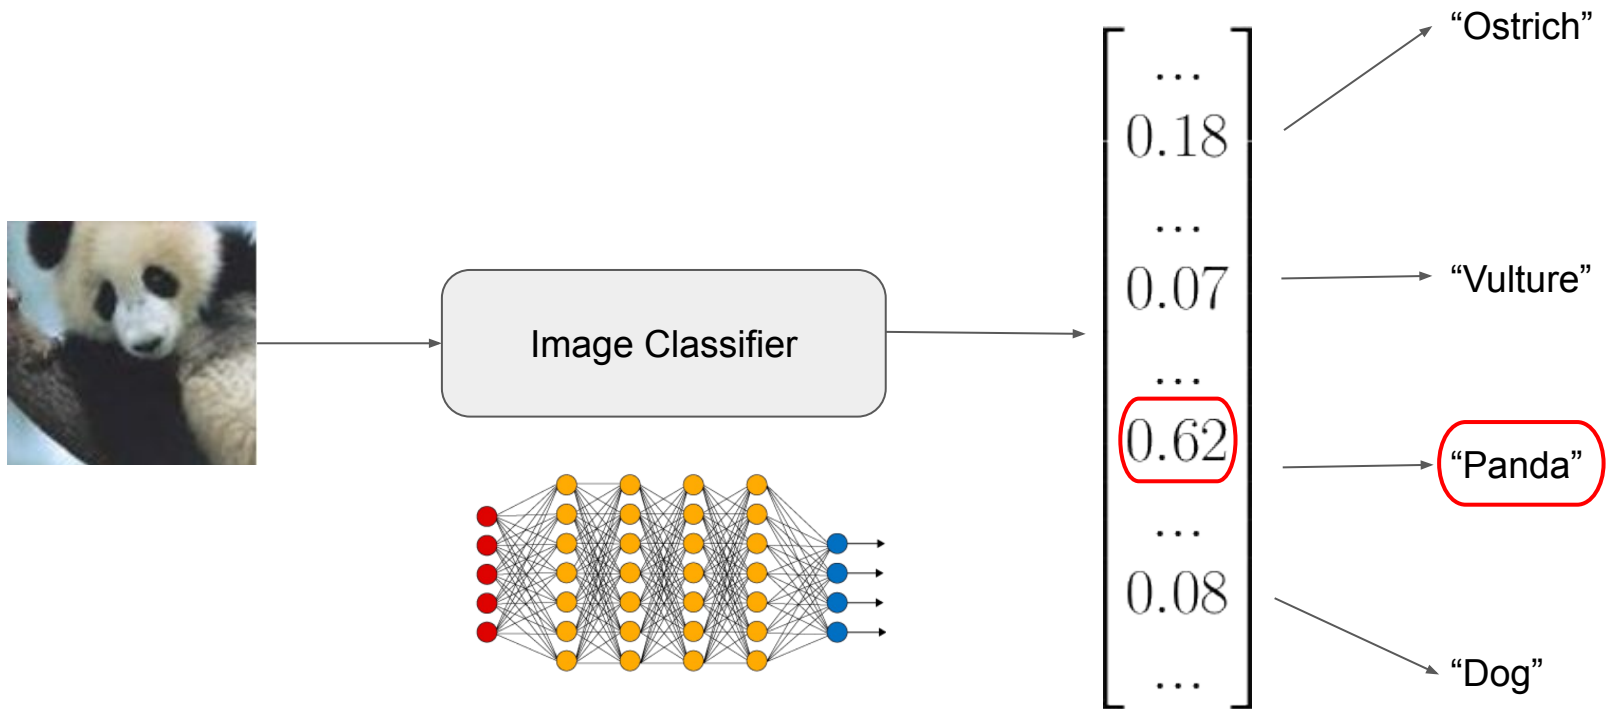 “Ostrich”
...
0.18
...
0.07
“Vulture”
Image Classifier
...
0.62
“Panda”
...
0.08
“Dog”
...